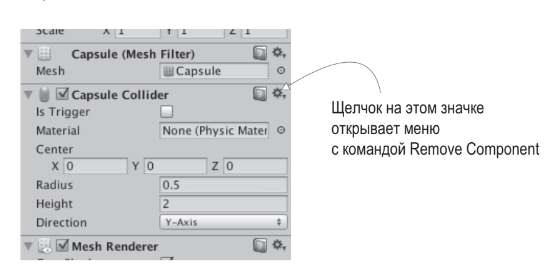 Scale X 1 Y 1 Z 1
Capsule (Mesh Filter)
Mesh Capsule
Capsule Collider
Is Trigger
Material None (Physic Mater
Center
X 0 Y 0 Z 0
Radius 0.5
Height 2
Direction Y-Axis
Mesh Renderer
Щелчок на этом значке
открывает меню
с командой Remove Component